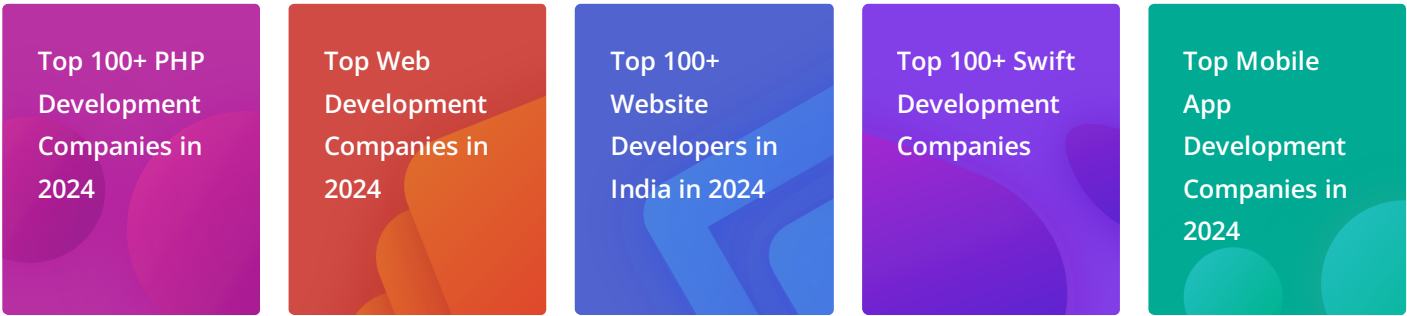 Top 100+ PHP
Development
Companies in
2024
Top Web
Development
Companies in
2024
Top 100+
Website
Developers in
India in 2024
Top 100+ Swift
Development
Companies
Top Mobile
App
Development
Companies in
2024